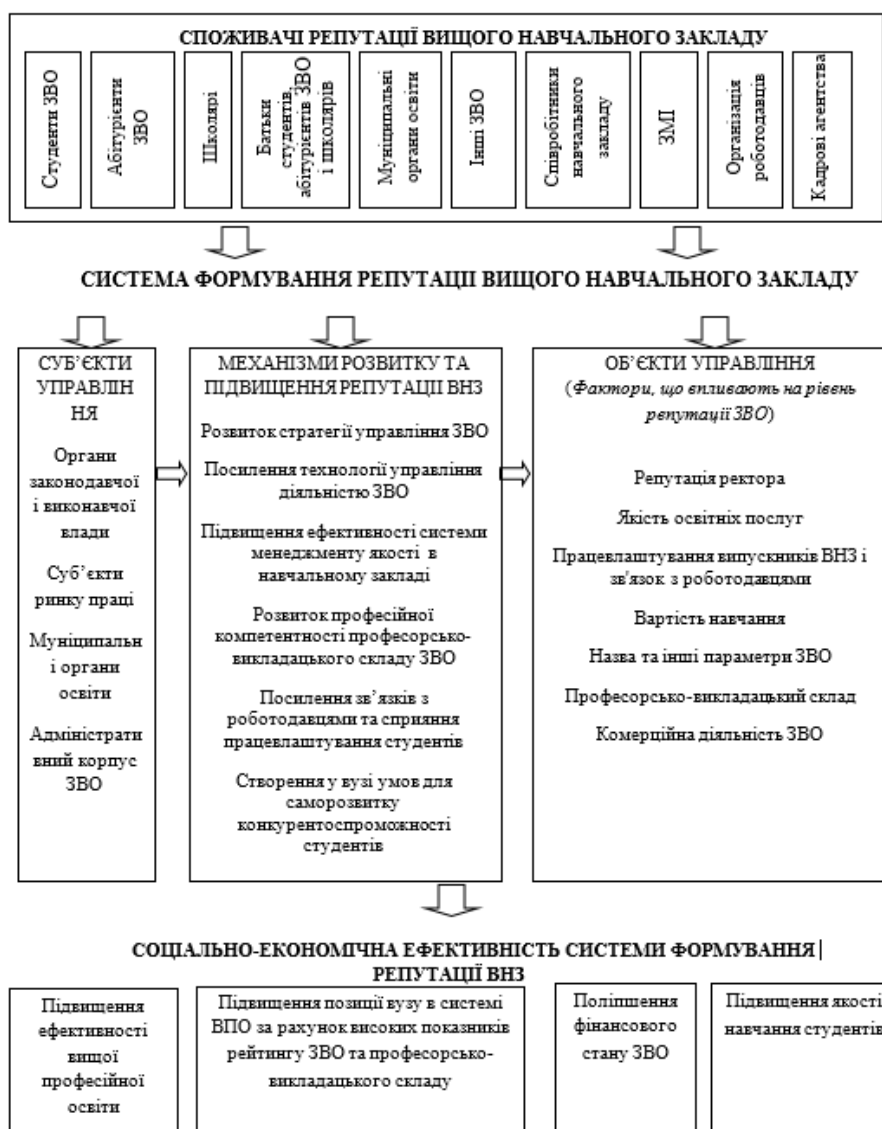 СПОЖИВАЧІ РЕПУТАЦІЇ ВИЩОГО НАВЧАЛЬНОГО ЗАКЛАДУ
Студенти ЗВО
Абітурієнти
ЗВО
Школярі
Батьки
студентів,
абітурієнтів ЗВО
і школярів
Муніципальні
органи освіти
Інші ЗВО
Співробітники
навчального
закладу
ЗМІ
Організація
роботодавців
Кадрові агентства
СИСТЕМА ФОРМУВАННЯ РЕПУТАЦІЇ ВИЩОГО НАВЧАЛЬНОГО ЗАКЛАДУ
СУБ’ЄКТИ
УПРАВЛІН
НЯ
Органи
законодавчої
і виконавчої
влади
Суб’єкти
ринку праці
Муніципальн
і органи
освіти
Адміністрати
вний корпус
ЗВО
МЕХАНІЗМИ РОЗВИТКУ ТА
ПІДВИЩЕННЯ РЕПУТАЦІЇ ВНЗ
Розвиток стратегії управління ЗВО
Посилення технології управління
діяльністю ЗВО
Підвищення ефективності системи
менеджменту якості в
навчальному закладі
Розвиток професійної
компетентності професорсько-
викладацького складу ЗВО
Посилення зв’язків з
роботодавцями та сприяння
працевлаштування студентів
Створення у вузі умов для
саморозвитку
конкурентоспроможності
студентів
ОБ’ЄКТИ УПРАВЛІННЯ
(Фактори, що впливають на рівень
репутації ЗВО)
Репутація ректора
Якість освітніх послуг
Працевлаштування випускників ВНЗ і
зв'язок з роботодавцями
Вартість навчання
Назва та інші параметри ЗВО
Професорсько-викладацький склад
Комерційна діяльність ЗВО
СОЦІАЛЬНО-ЕКОНОМІЧНА ЕФЕКТИВНІСТЬ СИСТЕМИ ФОРМУВАННЯ
РЕПУТАЦІЇ ВНЗ
Підвищення
ефективності
вищої
професійної
освіти
Підвищення позиції вузу в системі
ВПО за рахунок високих показників
рейтингу ЗВО та професорсько-
викладацького складу
Поліпшення
фінансового
стану ЗВО
Підвищення якості
навчання студентів